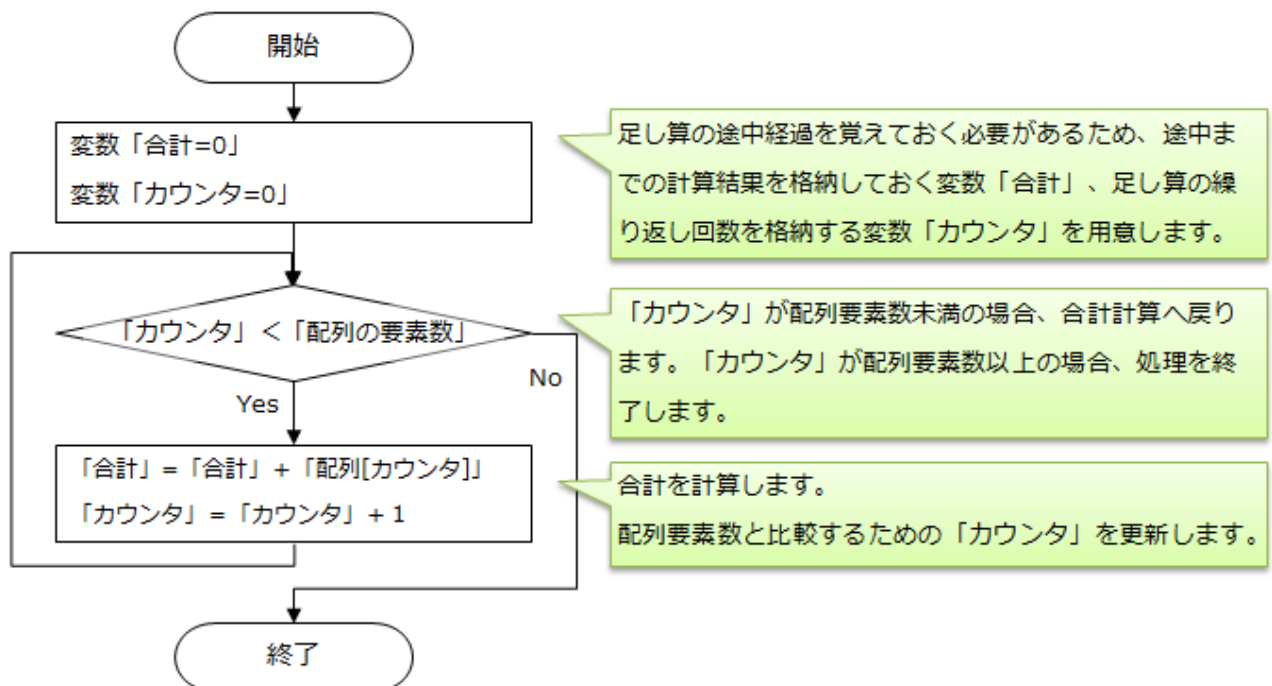 開始
変数「合計=0」
変数「カウンタ=0」
足し算の途中経過を覚えておく必要があるため、途中ま
での計算結果を格納しておく変数「合計」、足し算の繰
り返し回数を格納する変数「カウンタ」を用意します。
「カウンタ」＜「配列の要素数」
No
Yes
「カウンタ」が配列要素数未満の場合、合計計算へ戻り
ます。「カウンタ」が配列要素数以上の場合、処理を終
了します。
「合計」=「合計」+「配列[カウンタ]」
「カウンタ」=「カウンタ」+ 1
合計を計算します。
配列要素数と比較するための「カウンタ」を更新します。
終了